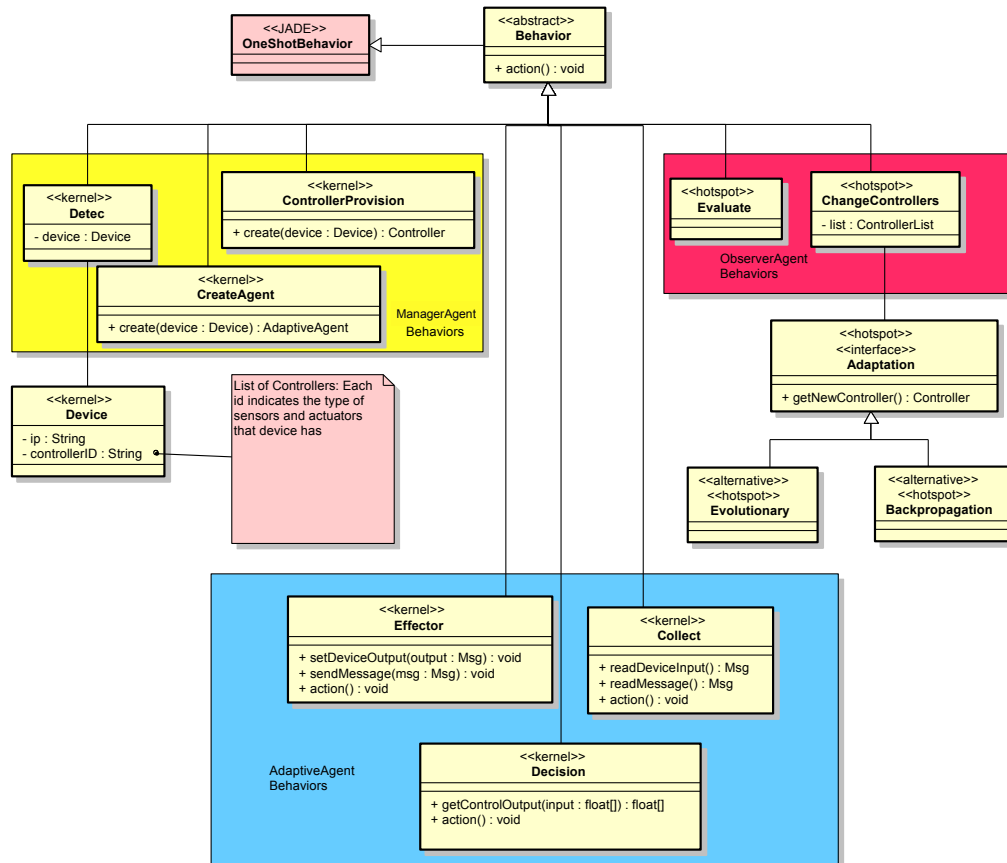 <<JADE>>
OneShotBehavior
<<abstract>>
Behavior
+ action() : void
<<kernel>>
Detec
- device : Device
<<kernel>>
ControllerProvision
+ create(device : Device) : Controller
<<kernel>>
CreateAgent
+ create(device : Device) : AdaptiveAgent
ManagerAgent
Behaviors
<<hotspot>>
Evaluate
<<hotspot>>
ChangeControllers
- list : ControllerList
ObserverAgent
Behaviors
<<hotspot>>
<<interface>>
Adaptation
+ getNewController() : Controller
<<kernel>>
Device
- ip : String
- controllerID : String
List of Controllers: Each
id indicates the type of
sensors and actuators
that device has
<<alternative>>
<<hotspot>>
Evolutionary
<<alternative>>
<<hotspot>>
Backpropagation
<<kernel>>
Effector
+ setDeviceOutput(output : Msg) : void
+ sendMessage(msg : Msg) : void
+ action() : void
<<kernel>>
Collect
+ readDeviceInput() : Msg
+ readMessage() : Msg
+ action() : void
AdaptiveAgent
Behaviors
<<kernel>>
Decision
+ getControlOutput(input : float[]) : float[]
+ action() : void